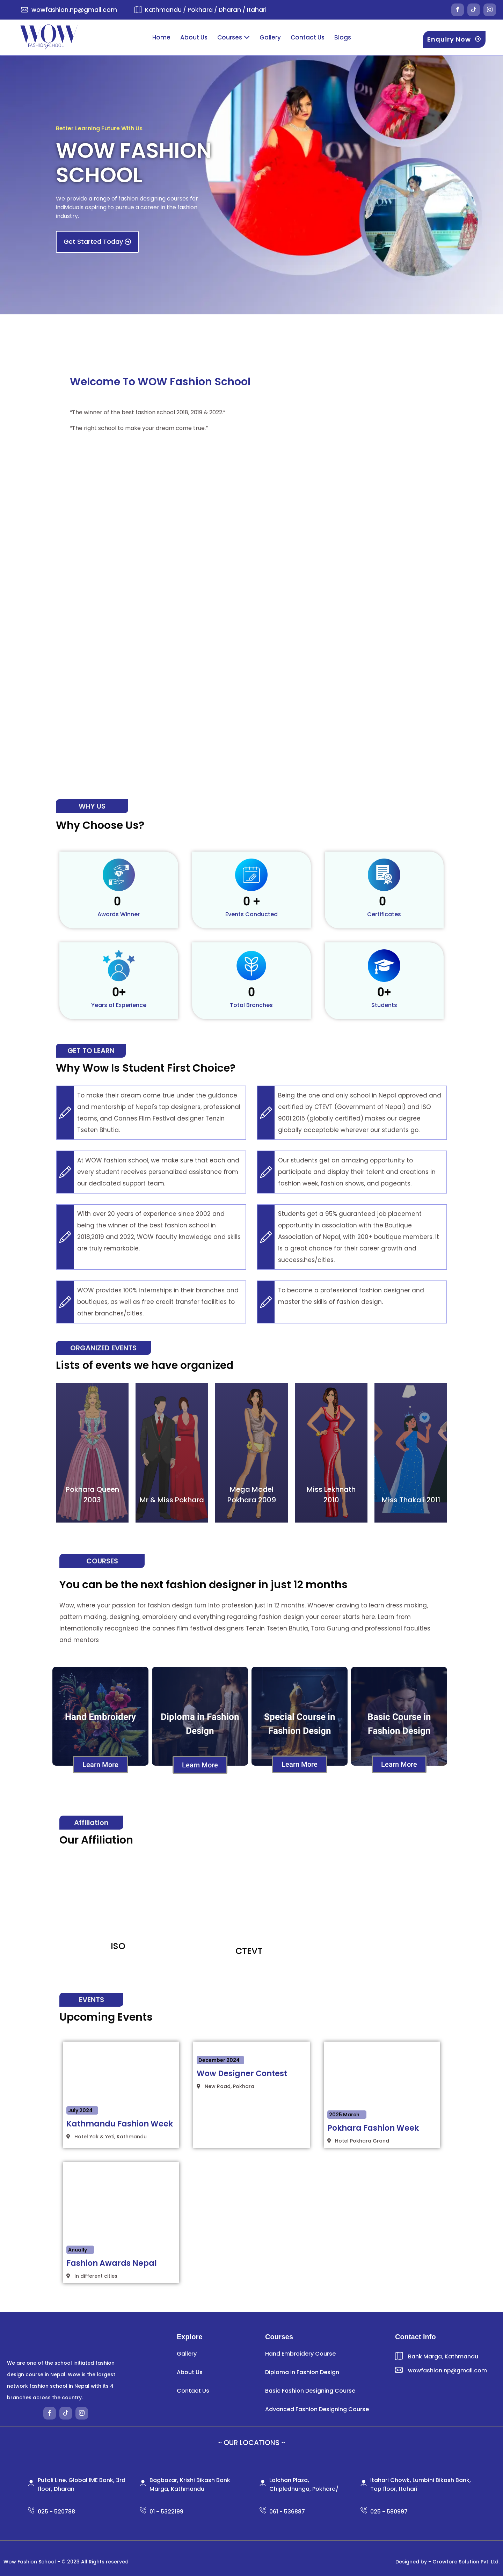 wowfashion.np@gmail.com
Kathmandu / Pokhara / Dharan / Itahari
WOW
FASHION SCHOOL
Home
About Us
Courses
Gallery
Contact Us
Blogs
Enquiry Now
Better Learning Future With Us
WOW FASHION
SCHOOL
We provide a range of fashion designing courses for
individuals aspiring to pursue a career in the fashion
industry.
Get Started Today
Welcome To WOW Fashion School
"The winner of the best fashion school 2018, 2019 & 2022."
"The right school to make your dream come true."
WHY US
Why Choose Us?
0
Awards Winner
0 +
Events Conducted
0
Certificates
0+
Years of Experience
0
Total Branches
0+
Students
GET TO LEARN
Why Wow Is Student First Choice?
To make their dream come true under the guidance
and mentorship of Nepal's top designers, professional
teams, and Cannes Film Festival designer Tenzin
Tseten Bhutia.
Being the one and only school in Nepal approved and
certified by CTEVT (Government of Nepal) and ISO
9001:2015 (globally certified) makes our degree
globally acceptable wherever our students go.
At WOW fashion school, we make sure that each and
every student receives personalized assistance from
our dedicated support team.
Our students get an amazing opportunity to
participate and display their talent and creations in
fashion week, fashion shows, and pageants.
With over 20 years of experience since 2002 and
being the winner of the best fashion school in
2018,2019 and 2022, WOW faculty knowledge and skills
are truly remarkable.
Students get a 95% guaranteed job placement
opportunity in association with the Boutique
Association of Nepal, with 200+ boutique members. It
is a great chance for their career growth and
success.hes/cities.
WOW provides 100% internships in their branches and
boutiques, as well as free credit transfer facilities to
other branches/cities.
To become a professional fashion designer and
master the skills of fashion design.
ORGANIZED EVENTS
Lists of events we have organized
Pokhara Queen
2003
Mr & Miss Pokhara
Mega Model
Pokhara 2009
Miss Lekhnath
2010
Miss Thakali 2011
COURSES
You can be the next fashion designer in just 12 months
Wow, where your passion for fashion design turn into profession just in 12 months. Whoever craving to learn dress making,
pattern making, designing, embroidery and everything regarding fashion design your career starts here. Learn from
internationally recognized the cannes film festival designers Tenzin Tseten Bhutia, Tara Gurung and professional faculties
and mentors
Hand Embroidery
Learn More
Diploma in Fashion
Design
Learn More
Special Course in
Fashion Design
Learn More
Basic Course in
Fashion Design
Learn More
Affiliation
Our Affiliation
ISO
CTEVT
EVENTS
Upcoming Events
July 2024
Kathmandu Fashion Week
Hotel Yak & Yeti, Kathmandu
December 2024
Wow Designer Contest
New Road, Pokhara
2025 March
Pokhara Fashion Week
Hotel Pokhara Grand
Anually
Fashion Awards Nepal
In different cities
We are one of the school initiated fashion
design course in Nepal. Wow is the largest
network fashion school in Nepal with its 4
branches across the country.
Explore
Gallery
About Us
Contact Us
Courses
Hand Embroidery Course
Diploma in Fashion Design
Basic Fashion Designing Course
Advanced Fashion Designing Course
Contact Info
Bank Marga, Kathmandu
wowfashion.np@gmail.com
- OUR LOCATIONS -
Putali Line, Global IME Bank, 3rd
floor, Dharan
025 - 520788
Bagbazar, Krishi Bikash Bank
Marga, Kathmandu
01 - 5322199
Lalchan Plaza,
Chipledhunga, Pokhara/
061 - 536887
Itahari Chowk, Lumbini Bikash Bank,
Top floor, Itahari
025 - 580997
Wow Fashion School - © 2023 All Rights reserved
Designed by - Growfore Solution Pvt. Ltd.